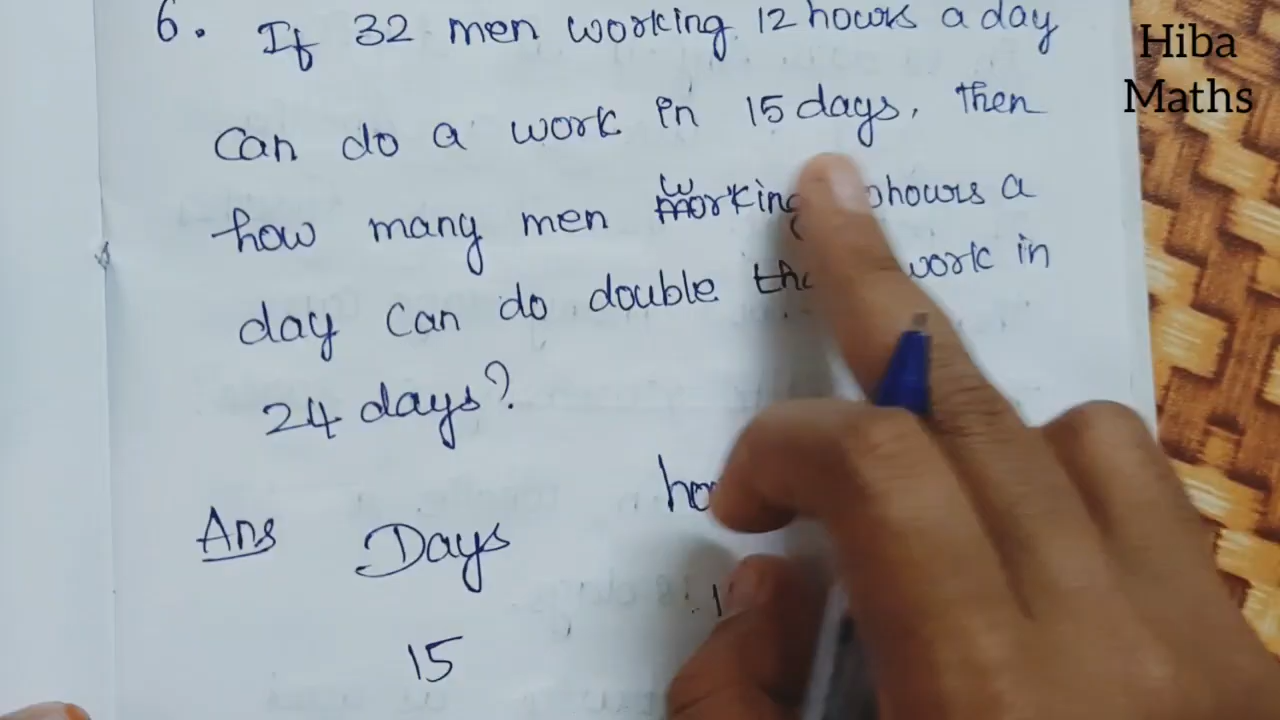 6. If 32 men working 12 hours a day
can do a work in 15 days, then
how many men working hours a
day can do double work in
24 days?
Ans Days
15
Hiba
Maths